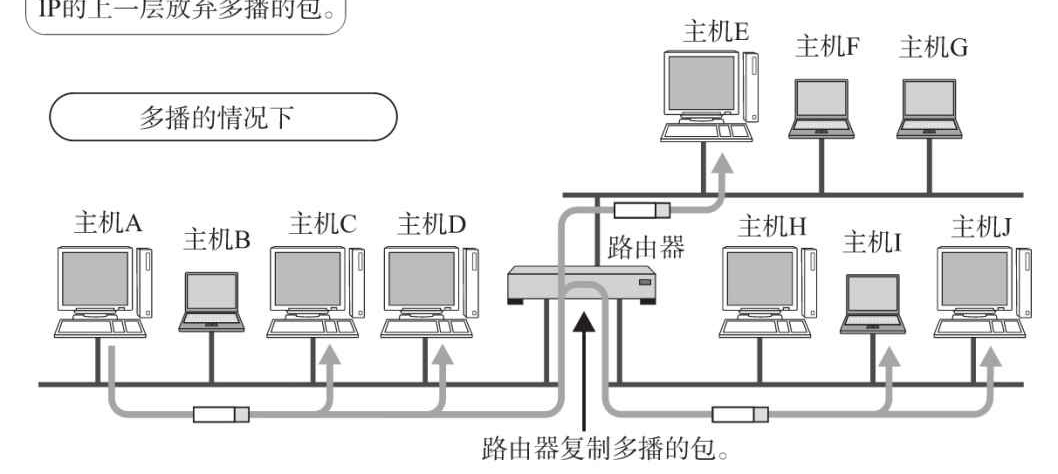 IP的上一层放弃多播的包。
多播的情况下
主机E
主机F
主机G
主机A
主机B
主机C
主机D
路由器
主机H
主机I
主机J
路由器复制多播的包。